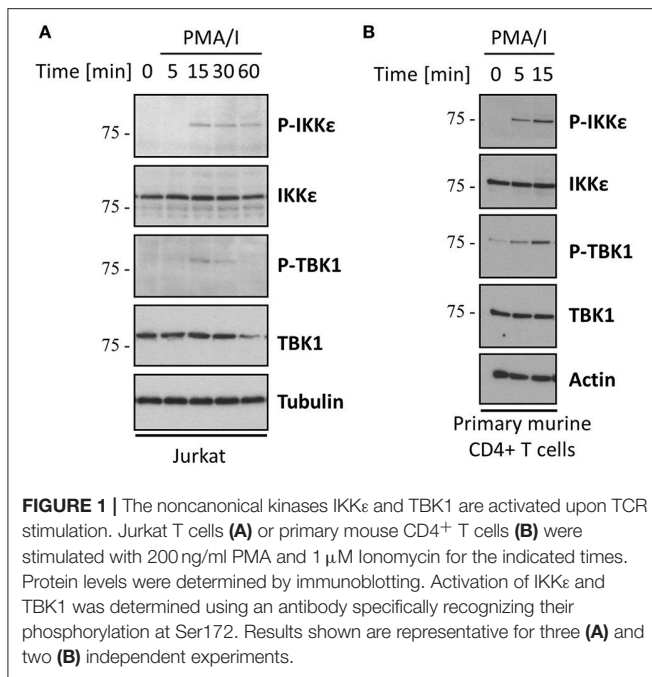 A
PMA/I
Time [min] 0 5 15 30 60
75 -
P-IKKε
75 -
IKKε
75 -
P-TBK1
75 -
TBK1
Tubulin
Jurkat
B
PMA/I
Time [min] 0 5 15
75 -
P-IKKε
75 -
IKKε
75 -
P-TBK1
75 -
TBK1
Actin
Primary murine
CD4+ T cells
FIGURE 1 | The noncanonical kinases IKKε and TBK1 are activated upon TCR
stimulation. Jurkat T cells (A) or primary mouse CD4+ T cells (B) were
stimulated with 200 ng/ml PMA and 1 μM Ionomycin for the indicated times.
Protein levels were determined by immunoblotting. Activation of IKKε and
TBK1 was determined using an antibody specifically recognizing their
phosphorylation at Ser172. Results shown are representative for three (A) and
two (B) independent experiments.